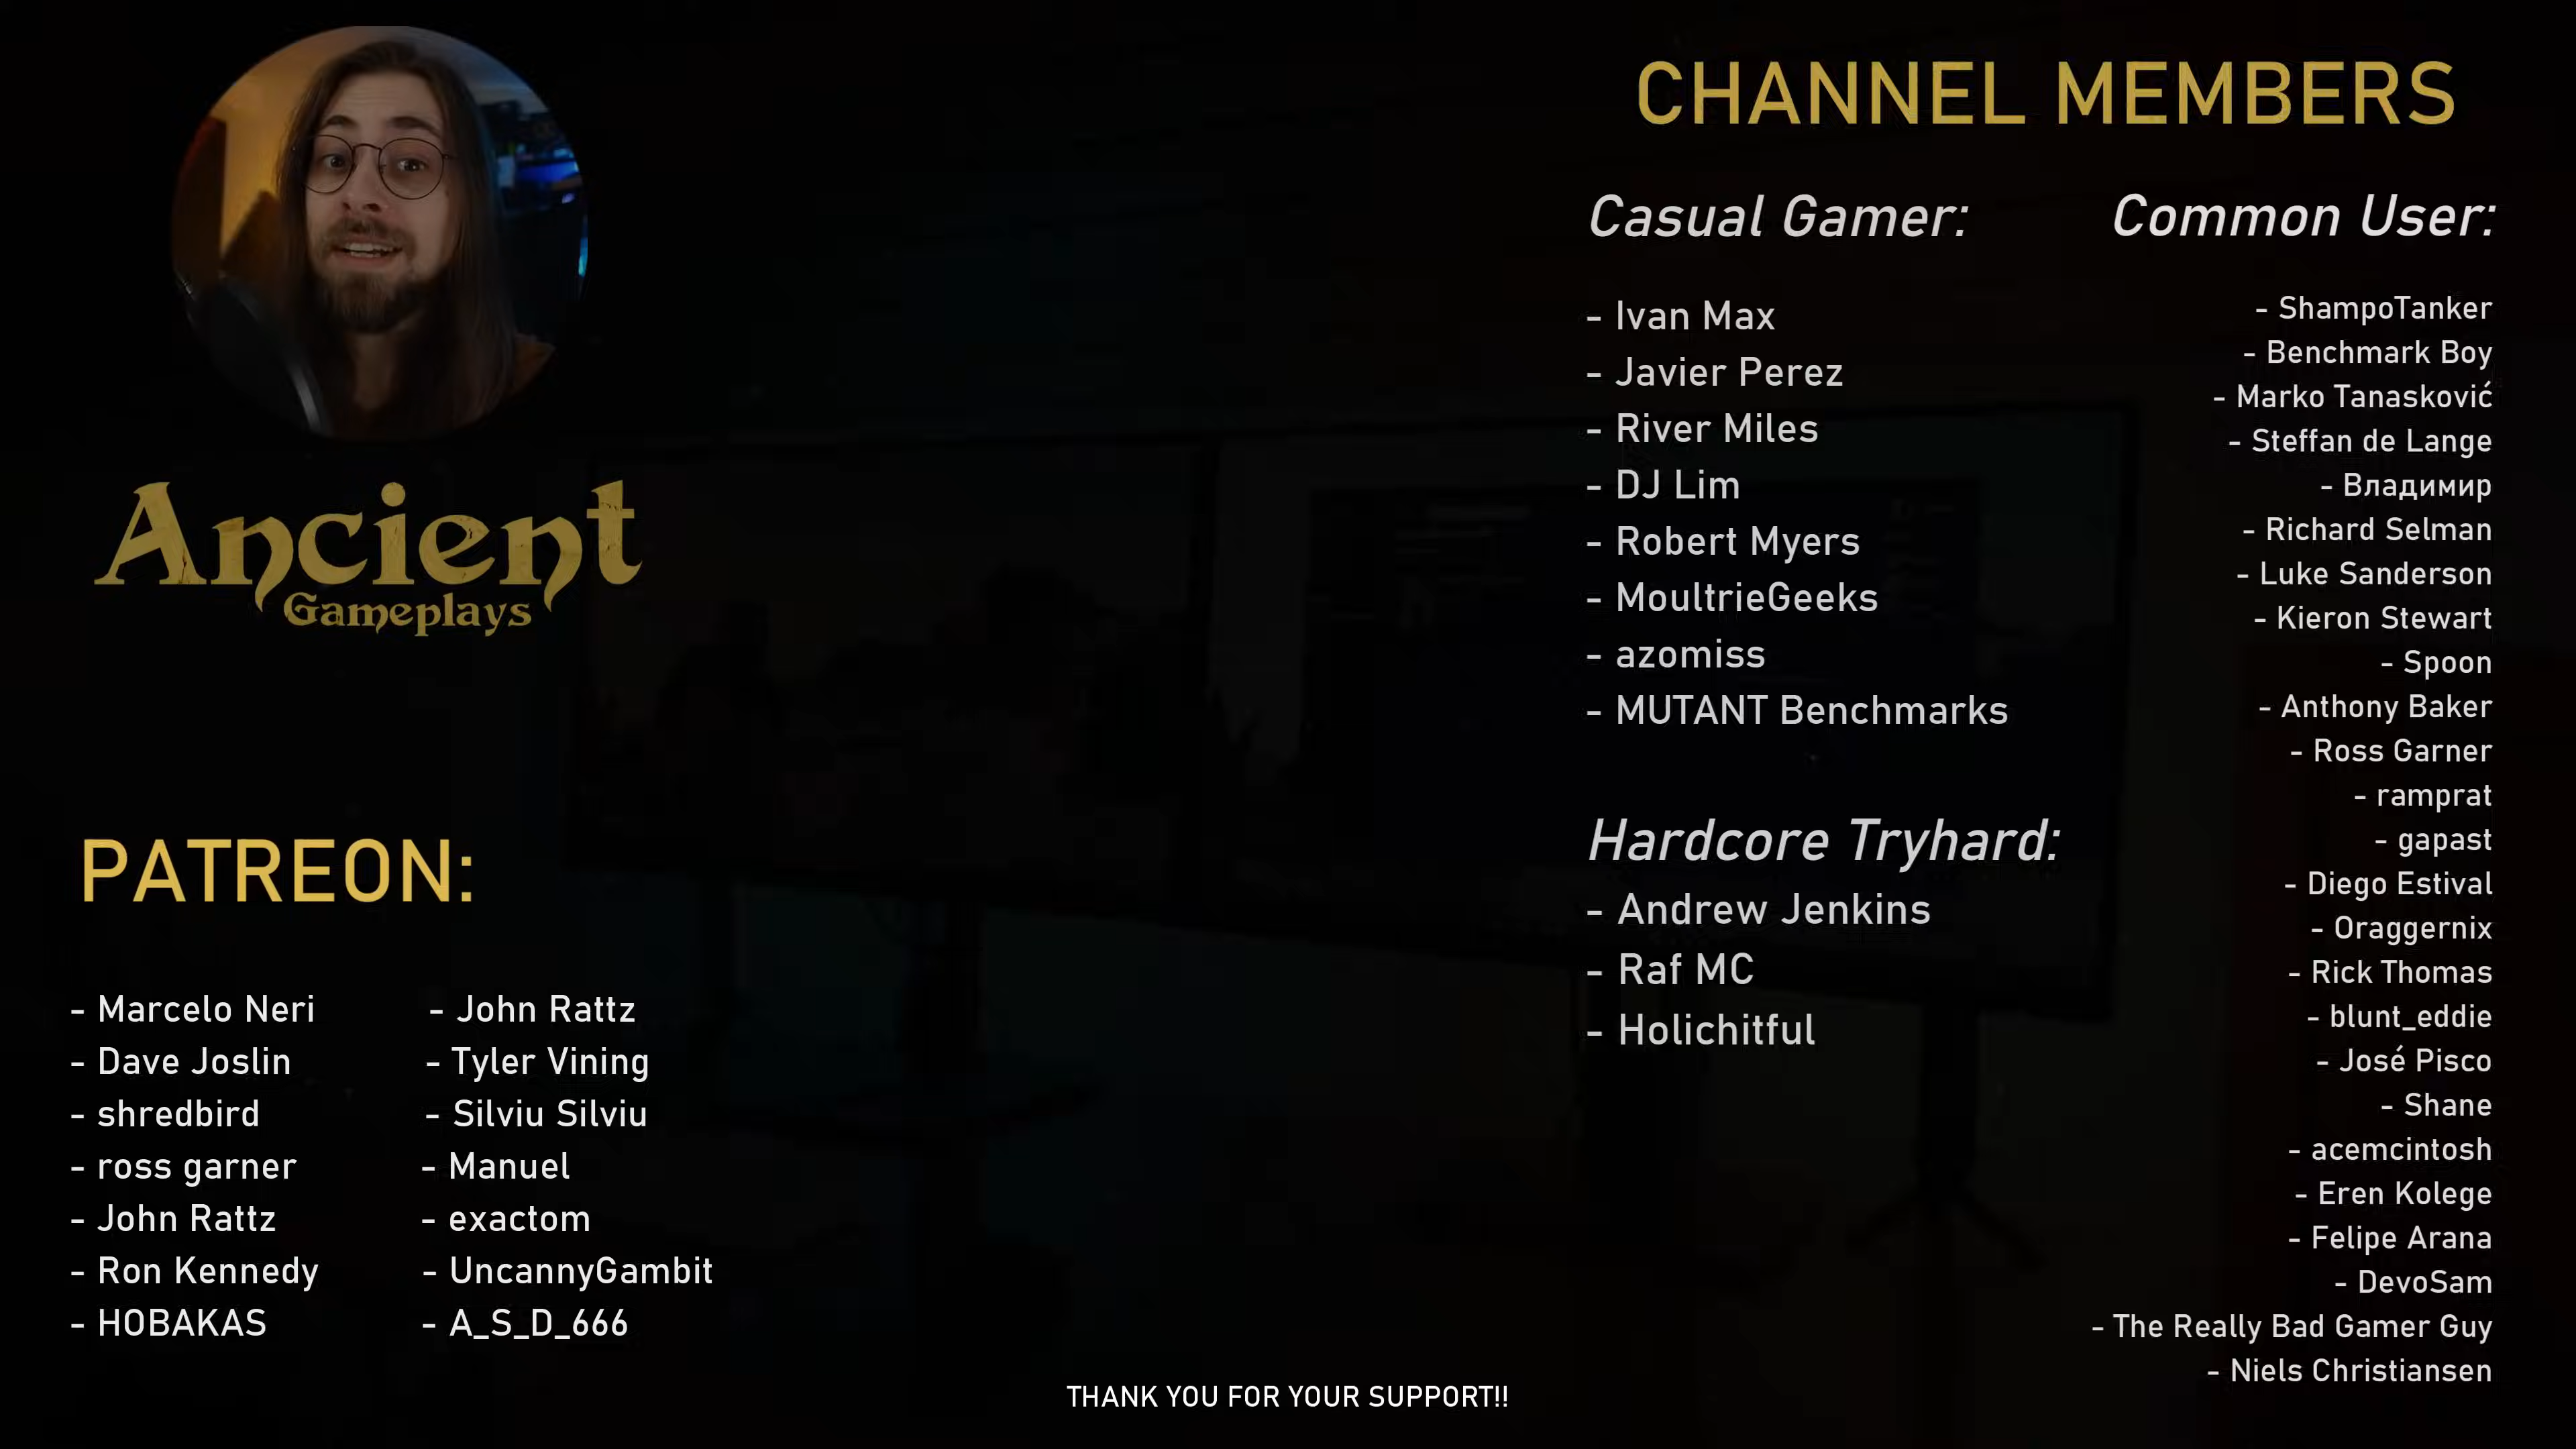 Ancient
Gameplays
PATREON:
- Marcelo Neri
- Dave Joslin
- shredbird
- ross garner
- John Rattz
- Ron Kennedy
- HOBAKAS
- John Rattz
- Tyler Vining
- Silviu Silviu
- Manuel
- exactom
- UncannyGambit
- A_S_D_666
CHANNEL MEMBERS
Casual Gamer:
- Ivan Max
- Javier Perez
- River Miles
- DJ Lim
- Robert Myers
- MoultrieGeeks
- azomiss
- MUTANT Benchmarks
Hardcore Tryhard:
- Andrew Jenkins
- Raf MC
- Holichitful
Common User:
- ShampoTanker
- Benchmark Boy
- Marko Tanasković
- Steffan de Lange
- Владимир
- Richard Selman
- Luke Sanderson
- Kieron Stewart
- Spoon
- Anthony Baker
- Ross Garner
- ramprat
- gapast
- Diego Estival
- Oraggernix
- Rick Thomas
- blunt_eddie
- José Pisco
- Shane
- acemcintosh
- Eren Kolege
- Felipe Arana
- DevoSam
- The Really Bad Gamer Guy
- Niels Christiansen
THANK YOU FOR YOUR SUPPORT!!